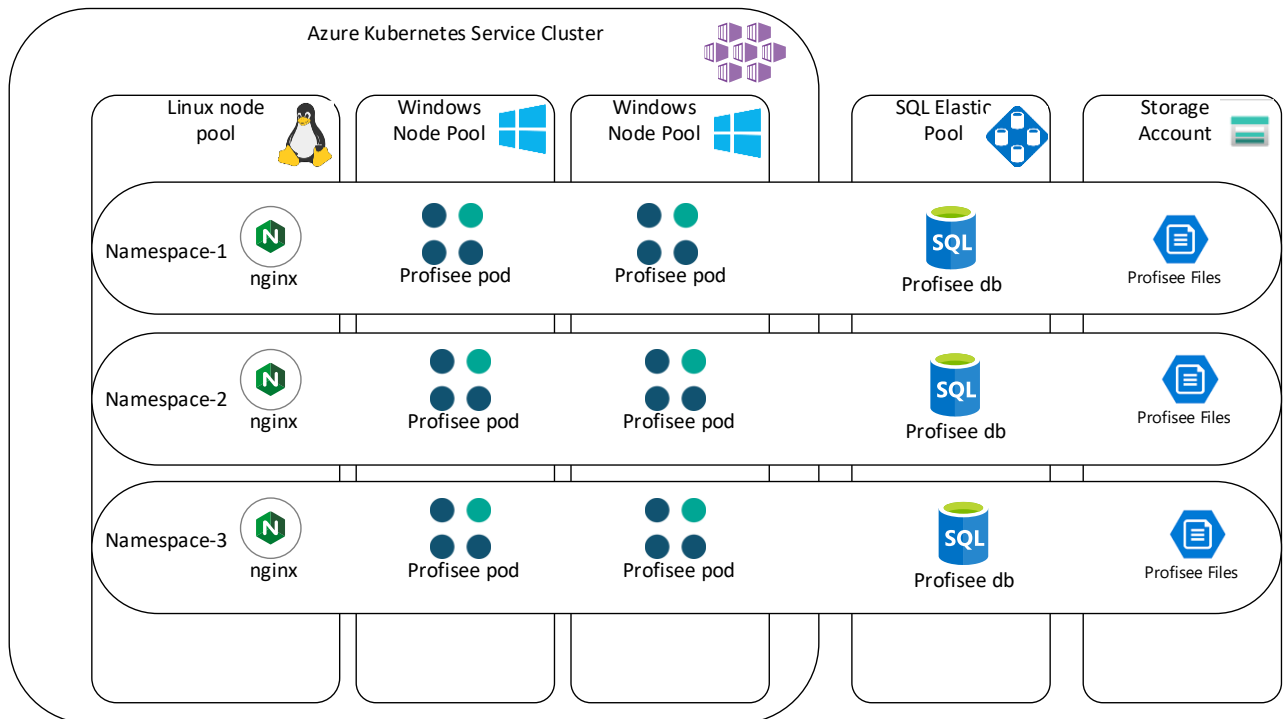 Azure Kubernetes Service Cluster
Linux node
pool
Windows
Node Pool
Windows
Node Pool
SQL Elastic
Pool
Storage
Account
Namespace-1
N
nginx
Profisee pod
Profisee pod
SQL
Profisee db
Profisee Files
Namespace-2
N
nginx
Profisee pod
Profisee pod
SQL
Profisee db
Profisee Files
Namespace-3
N
nginx
Profisee pod
Profisee pod
SQL
Profisee db
Profisee Files